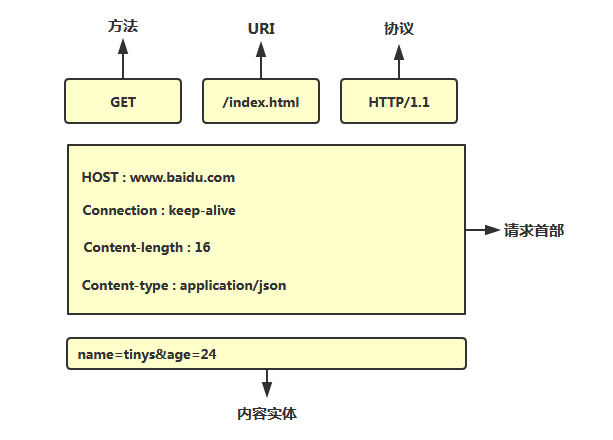 方法 URI 协议
GET /index.html HTTP/1.1
HOST : www.baidu.com
Connection : keep-alive
请求首部
Content-length : 16
Content-type : application/json
name=tinys&age=24
内容实体